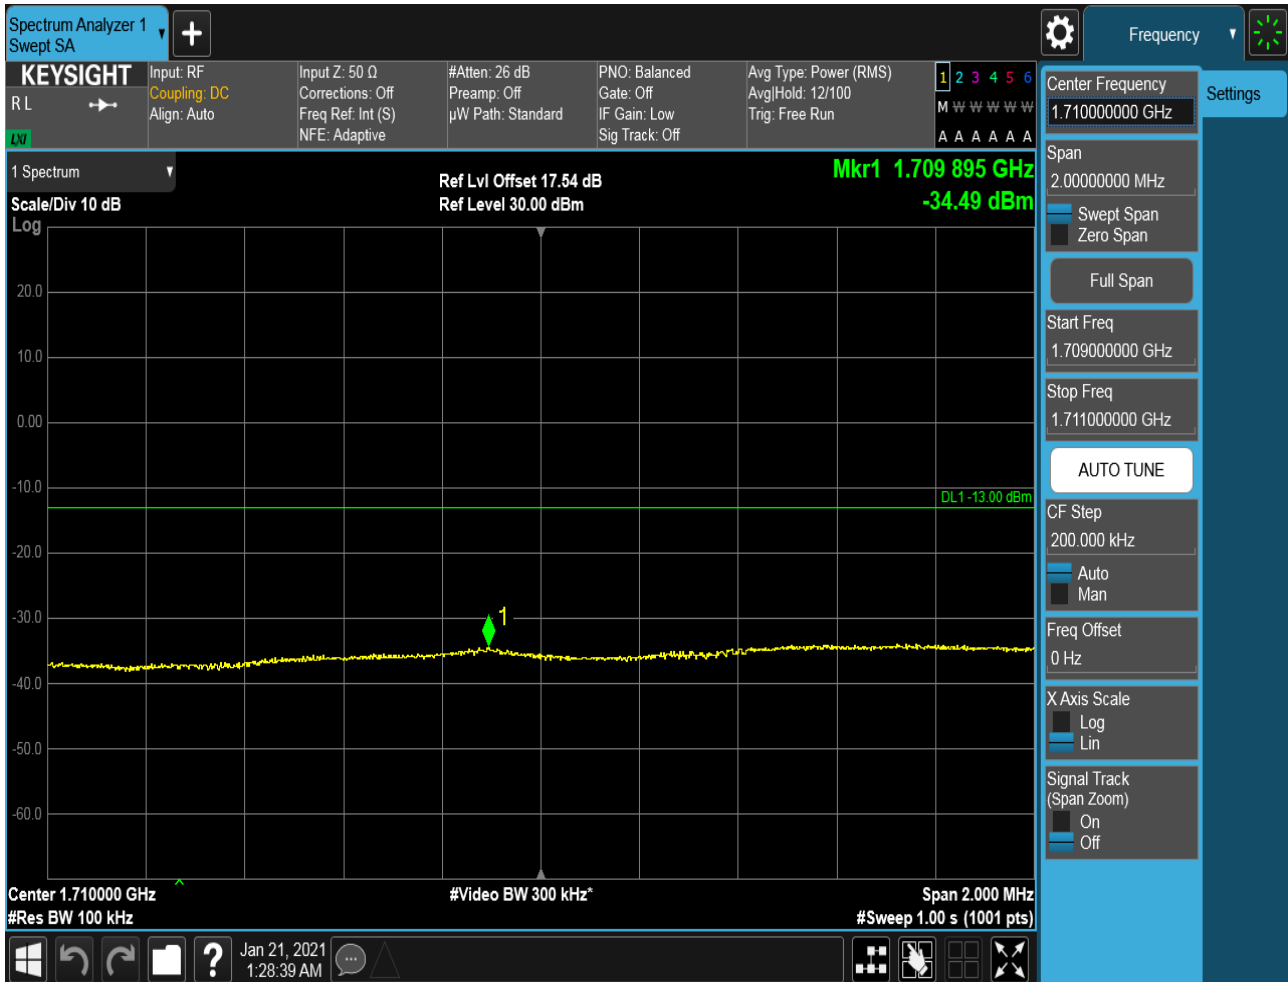 Spectrum Analyzer 1
Swept SA
Frequency
KEYSIGHT
R L
LXI
Input: RF
Coupling: DC
Align: Auto
Input Z: 50 Ω
Corrections: Off
Freq Ref: Int (S)
NFE: Adaptive
#Atten: 26 dB
Preamp: Off
µW Path: Standard
PNO: Balanced
Gate: Off
IF Gain: Low
Sig Track: Off
Avg Type: Power (RMS)
Avg|Hold: 12/100
Trig: Free Run
1 2 3 4 5 6
M W W W W W
A A A A A A
1 Spectrum
Scale/Div 10 dB
Log
Ref Lvl Offset 17.54 dB
Ref Level 30.00 dBm
Mkr1 1.709 895 GHz
-34.49 dBm
20.0
10.0
0.00
-10.0
DL1 -13.00 dBm
-20.0
-30.0
1
-40.0
-50.0
-60.0
Center 1.710000 GHz
#Video BW 300 kHz*
Span 2.000 MHz
#Res BW 100 kHz
#Sweep 1.00 s (1001 pts)
Jan 21, 2021
1:28:39 AM
Center Frequency
1.710000000 GHz
Settings
Span
2.00000000 MHz
Swept Span
Zero Span
Full Span
Start Freq
1.709000000 GHz
Stop Freq
1.711000000 GHz
AUTO TUNE
CF Step
200.000 kHz
Auto
Man
Freq Offset
0 Hz
X Axis Scale
Log
Lin
Signal Track
(Span Zoom)
On
Off